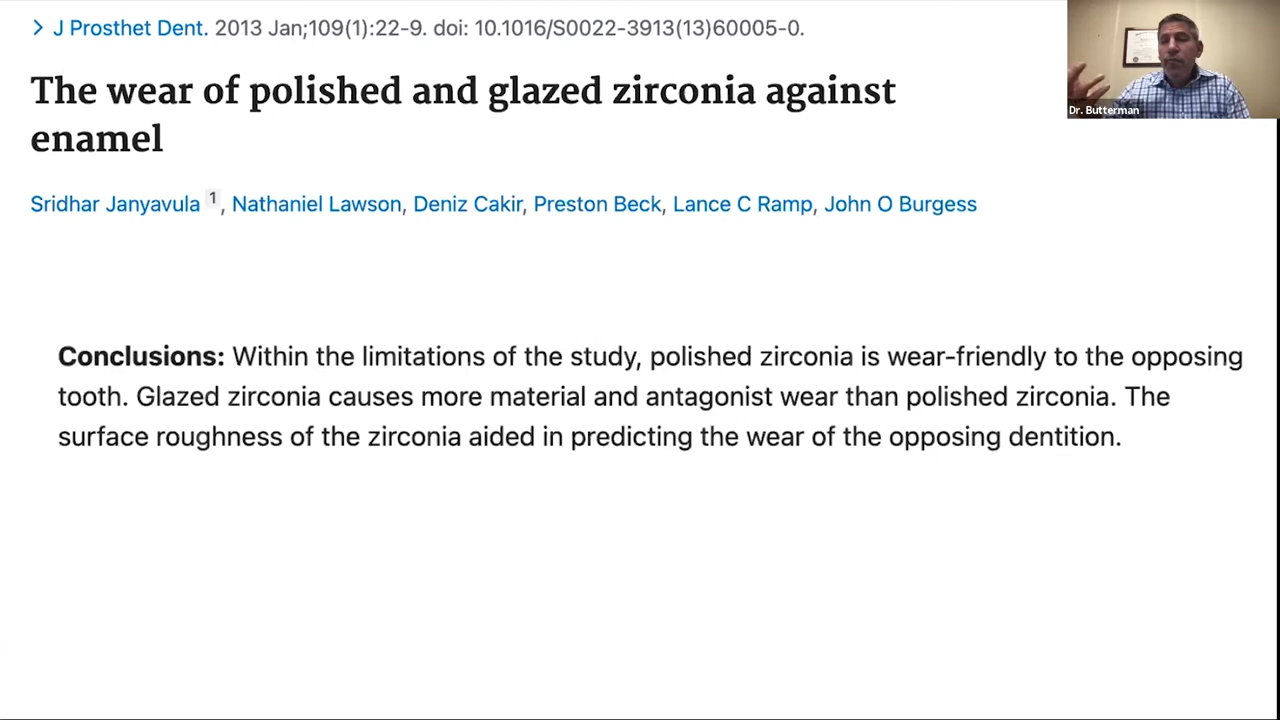 J Prosthet Dent. 2013 Jan;109(1):22-9. doi: 10.1016/S0022-3913(13)60005-0.
The wear of polished and glazed zirconia against
enamel
Sridhar Janyavula 1, Nathaniel Lawson, Deniz Cakir, Preston Beck, Lance C Ramp, John O Burgess
Conclusions: Within the limitations of the study, polished zirconia is wear-friendly to the opposing
tooth. Glazed zirconia causes more material and antagonist wear than polished zirconia. The
surface roughness of the zirconia aided in predicting the wear of the opposing dentition.
Dr. Butterman